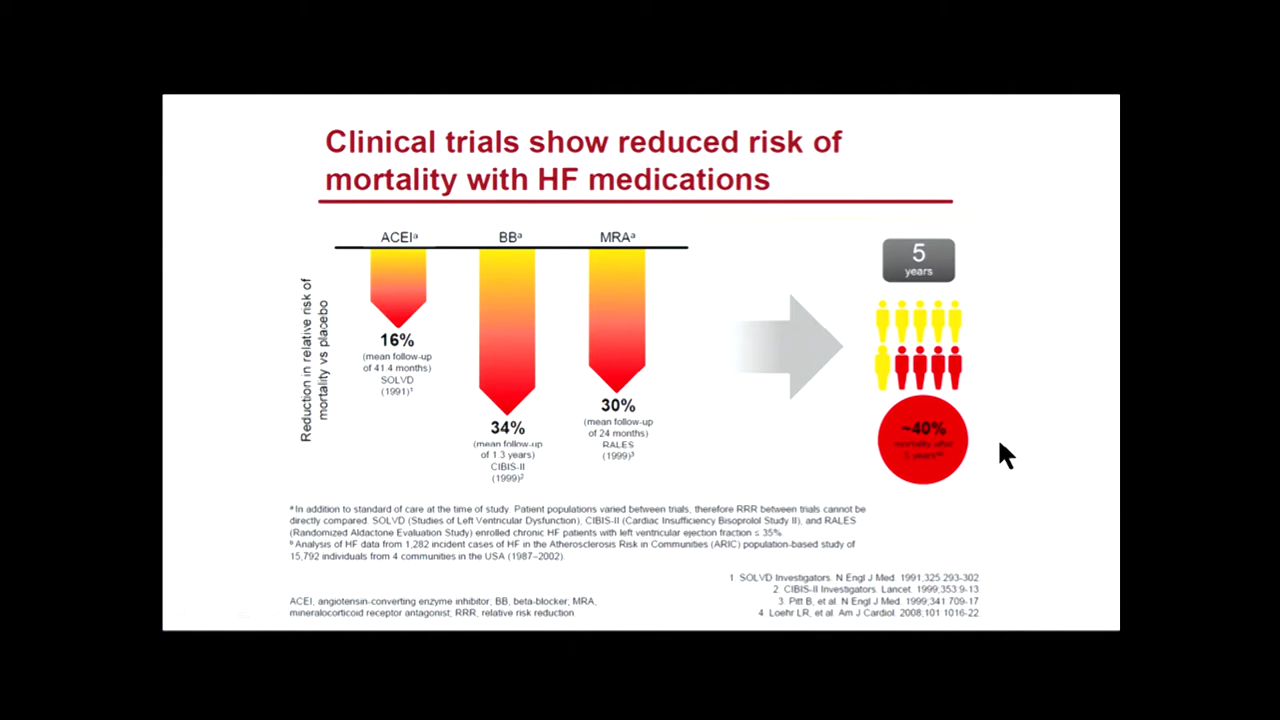 Clinical trials show reduced risk of
mortality with HF medications
Reduction in relative risk of
mortality vs placebo
ACEIᵃ
BBᵃ
MRAᵃ
16%
(mean follow-up
of 41.4 months)
SOLVD
(1991)¹
34%
(mean follow-up
of 1.3 years)
CIBIS-II
(1999)²
30%
(mean follow-up
of 24 months)
RALES
(1999)³
5
years
~40%
mortality after
5 years⁴ᵇ
ᵃ In addition to standard of care at the time of study. Patient populations varied between trials, therefore RRR between trials cannot be
directly compared. SOLVD (Studies of Left Ventricular Dysfunction), CIBIS-II (Cardiac Insufficiency Bisoprolol Study II), and RALES
(Randomized Aldactone Evaluation Study) enrolled chronic HF patients with left ventricular ejection fraction ≤ 35%
ᵇ Analysis of HF data from 1,282 incident cases of HF in the Atherosclerosis Risk in Communities (ARIC) population-based study of
15,792 individuals from 4 communities in the USA (1987–2002)
ACEI, angiotensin-converting enzyme inhibitor; BB, beta-blocker; MRA,
mineralocorticoid receptor antagonist; RRR, relative risk reduction
1. SOLVD Investigators. N Engl J Med. 1991;325:293-302
2. CIBIS-II Investigators. Lancet. 1999;353:9-13
3. Pitt B, et al. N Engl J Med. 1999;341:709-17
4. Loehr LR, et al. Am J Cardiol. 2008;101:1016-22